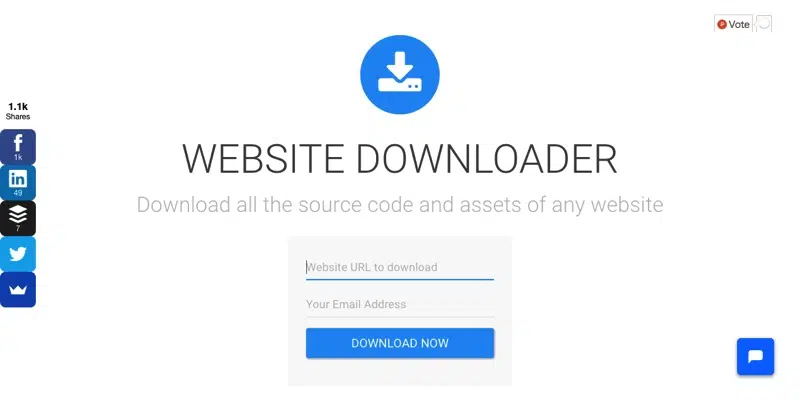 Vote
1.1k
Shares
1k
49
7
WEBSITE DOWNLOADER
Download all the source code and assets of any website
Website URL to download
Your Email Address
DOWNLOAD NOW